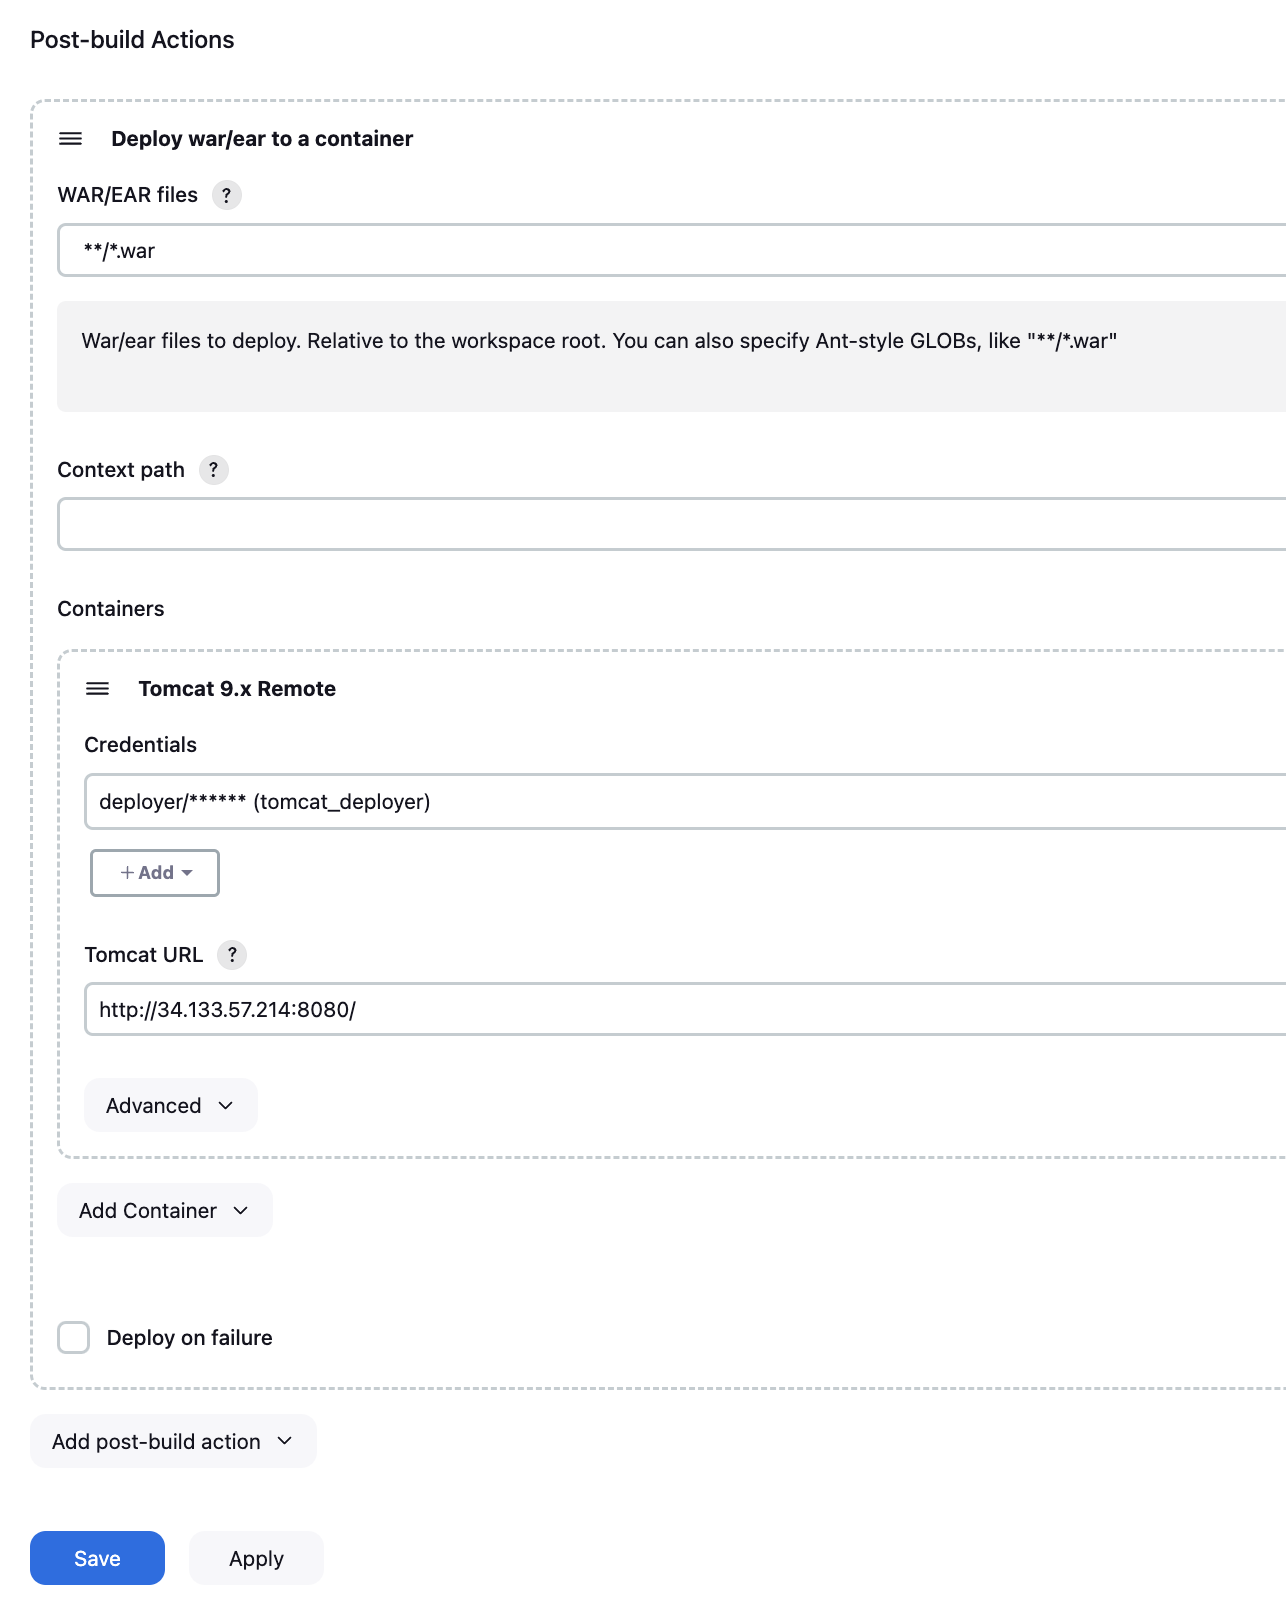 Post-build Actions
Deploy war/ear to a container
WAR/EAR files ?
**/*.war
War/ear files to deploy. Relative to the workspace root. You can also specify Ant-style GLOBs, like "**/*.war"
Context path ?
Containers
Tomcat 9.x Remote
Credentials
deployer/****** (tomcat_deployer)
+ Add
Tomcat URL ?
http://34.133.57.214:8080/
Advanced
Add Container
Deploy on failure
Add post-build action
Save Apply